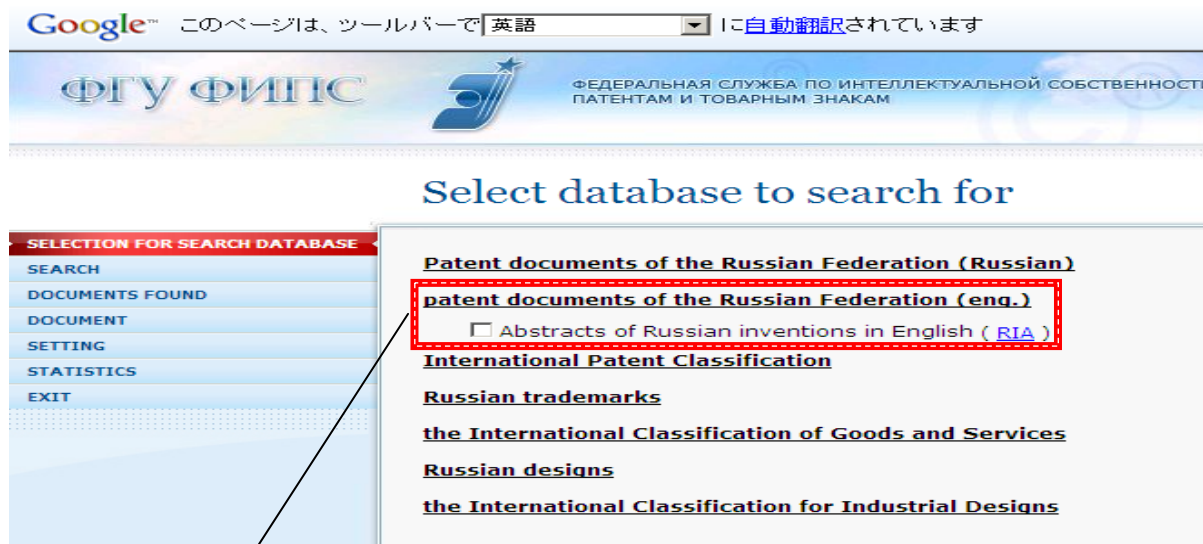 Google™ このページは、ツールバーで 英語 に自動翻訳されています
ФГУ ФИПС
ФЕДЕРАЛЬНАЯ СЛУЖБА ПО ИНТЕЛЛЕКТУАЛЬНОЙ СОБСТВЕННОСТИ
ПАТЕНТАМ И ТОВАРНЫМ ЗНАКАМ
Select database to search for
SELECTION FOR SEARCH DATABASE
SEARCH
DOCUMENTS FOUND
DOCUMENT
SETTING
STATISTICS
EXIT
Patent documents of the Russian Federation (Russian)
patent documents of the Russian Federation (eng.)
Abstracts of Russian inventions in English ( RIA )
International Patent Classification
Russian trademarks
the International Classification of Goods and Services
Russian designs
the International Classification for Industrial Designs